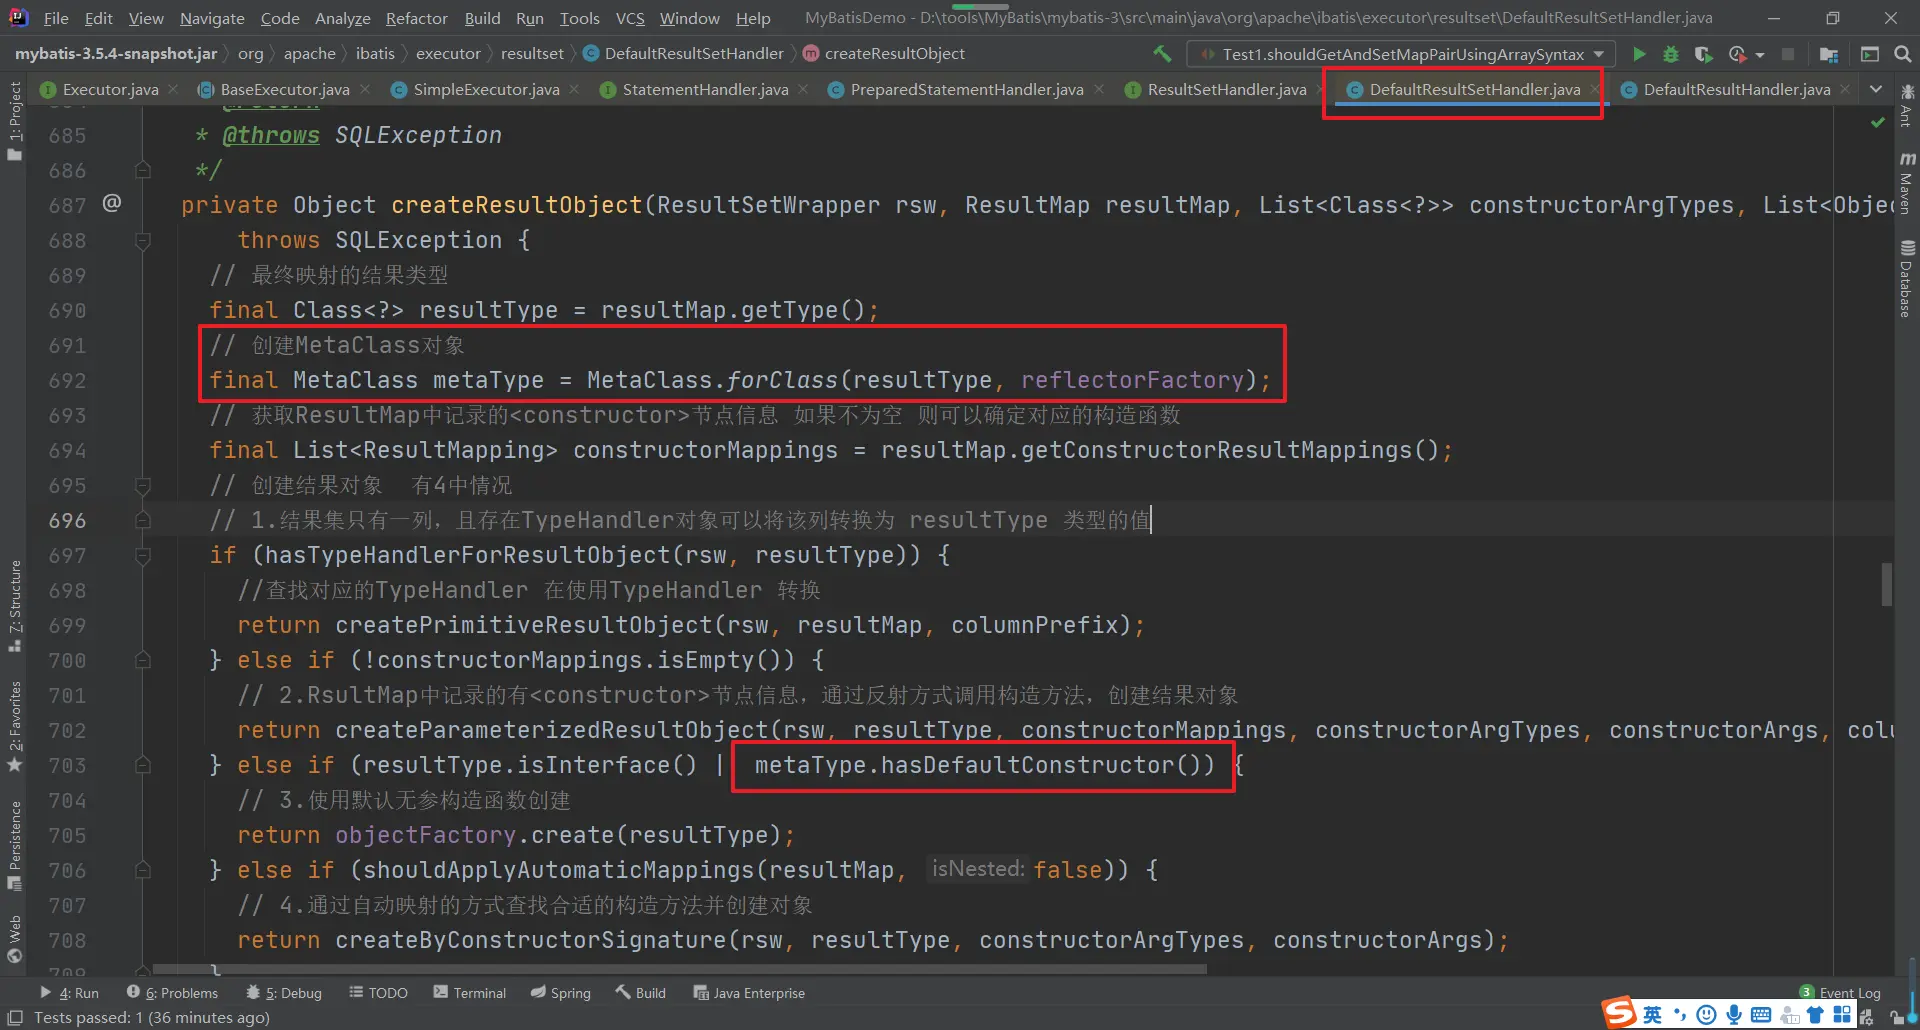 File Edit View Navigate Code Analyze Refactor Build Run Tools VCS Window Help MyBatisDemo - D:\tools\MyBatis\mybatis-3\src\main\java\org\apache\ibatis\executor\resultset\DefaultResultSetHandler.java
mybatis-3.5.4-snapshot.jar org apache ibatis executor resultset DefaultResultSetHandler createResultObject Test1.shouldGetAndSetMapPairUsingArraySyntax
Executor.java BaseExecutor.java SimpleExecutor.java StatementHandler.java PreparedStatementHandler.java ResultSetHandler.java DefaultResultSetHandler.java DefaultResultHandler.java
685 * @throws SQLException
686 */
687 @ private Object createResultObject(ResultSetWrapper rsw, ResultMap resultMap, List<Class<?>> constructorArgTypes, List<Objec
688 throws SQLException {
689 // 最终映射的结果类型
690 final Class<?> resultType = resultMap.getType();
691 // 创建MetaClass对象
692 final MetaClass metaType = MetaClass.forClass(resultType, reflectorFactory);
693 // 获取ResultMap中记录的<constructor>节点信息 如果不为空 则可以确定对应的构造函数
694 final List<ResultMapping> constructorMappings = resultMap.getConstructorResultMappings();
695 // 创建结果对象 有4中情况
696 // 1.结果集只有一列，且存在TypeHandler对象可以将该列转换为 resultType 类型的值
697 if (hasTypeHandlerForResultObject(rsw, resultType)) {
698 //查找对应的TypeHandler 在使用TypeHandler 转换
699 return createPrimitiveResultObject(rsw, resultMap, columnPrefix);
700 } else if (!constructorMappings.isEmpty()) {
701 // 2.RsultMap中记录的有<constructor>节点信息，通过反射方式调用构造方法，创建结果对象
702 return createParameterizedResultObject(rsw, resultType, constructorMappings, constructorArgTypes, constructorArgs, colu
703 } else if (resultType.isInterface() | metaType.hasDefaultConstructor()) {
704 // 3.使用默认无参构造函数创建
705 return objectFactory.create(resultType);
706 } else if (shouldApplyAutomaticMappings(resultMap, isNested: false)) {
707 // 4.通过自动映射的方式查找合适的构造方法并创建对象
708 return createByConstructorSignature(rsw, resultType, constructorArgTypes, constructorArgs);
709 }
1: Project
7: Structure
2: Favorites
Persistence
Web
Ant
m Maven
Database
4: Run 6: Problems 5: Debug TODO Terminal Spring Build Java Enterprise 3 Event Log
Tests passed: 1 (36 minutes ago)
S 英